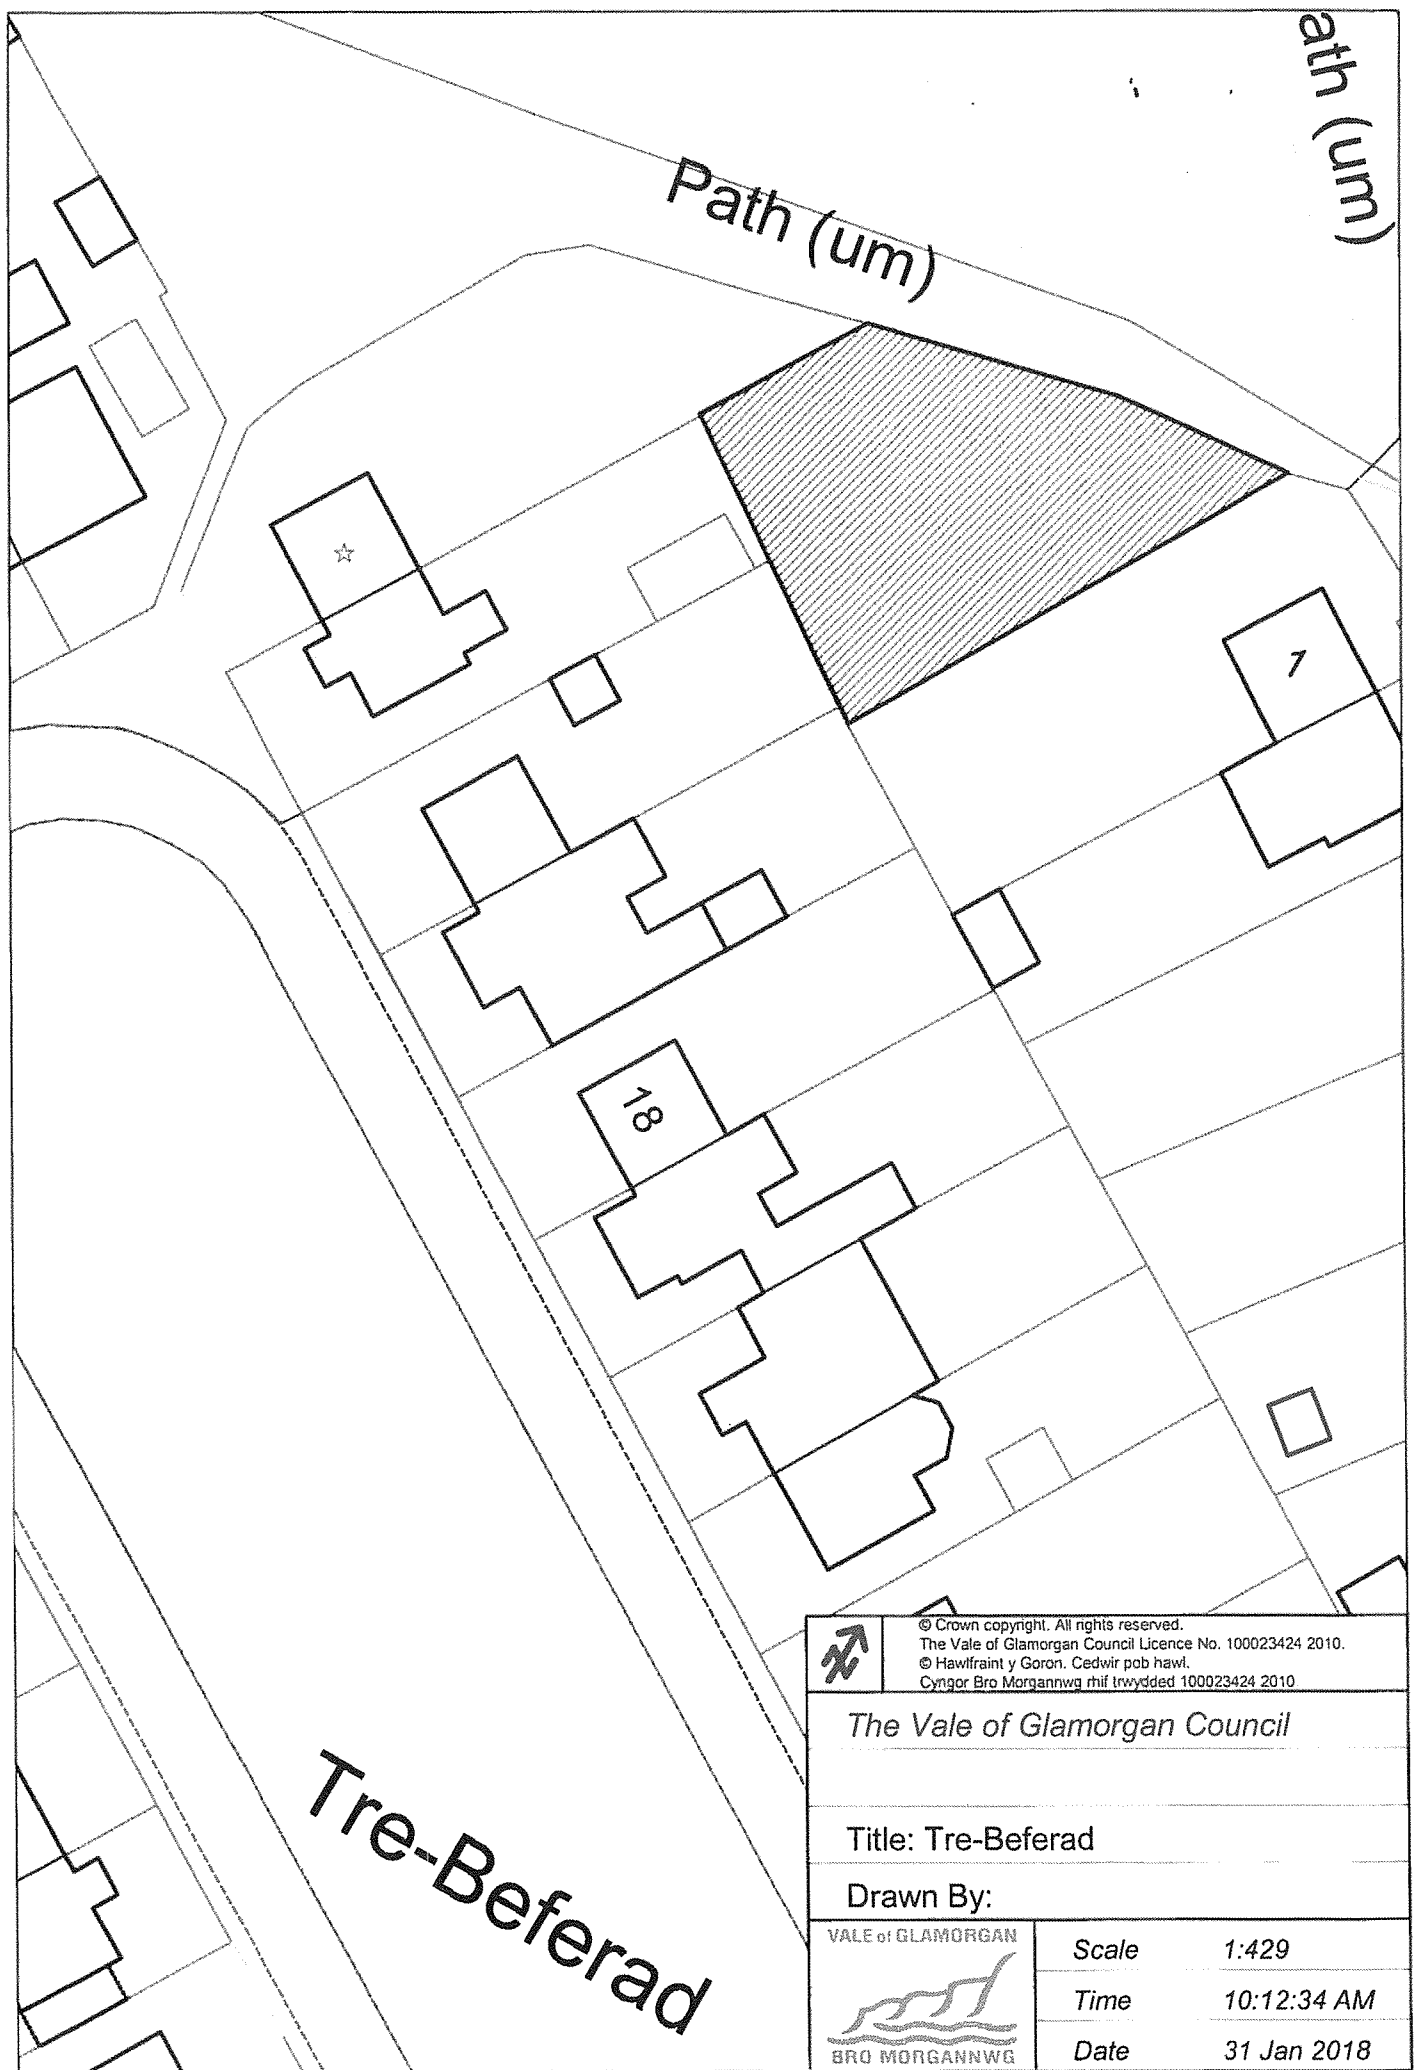 ath (um)
Path (um)
1
18
Tre-Beferad
© Crown copyright. All rights reserved.
The Vale of Glamorgan Council Licence No. 100023424 2010.
© Hawlfraint y Goron. Cedwir pob hawl.
Cyngor Bro Morgannwg rhif trwydded 100023424 2010
The Vale of Glamorgan Council
Title: Tre-Beferad
Drawn By:
VALE of GLAMORGAN
BRO MORGANNWG
Scale 1:429
Time 10:12:34 AM
Date 31 Jan 2018